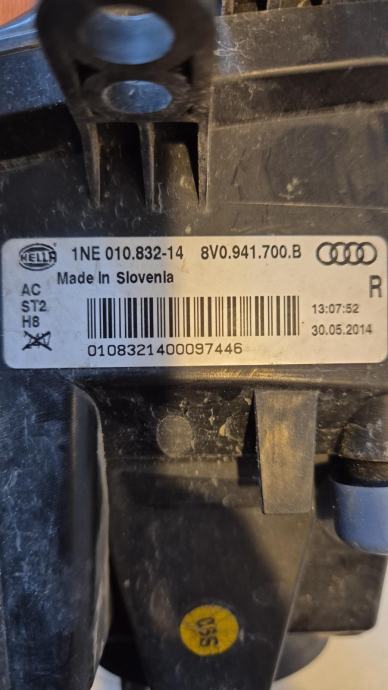 HELLA 1NE 010.832-14 8V0.941.700.B
Made in Slovenia
R
AC
ST2
H8
24V
13:07:52
30.05.2014
0108321400097446